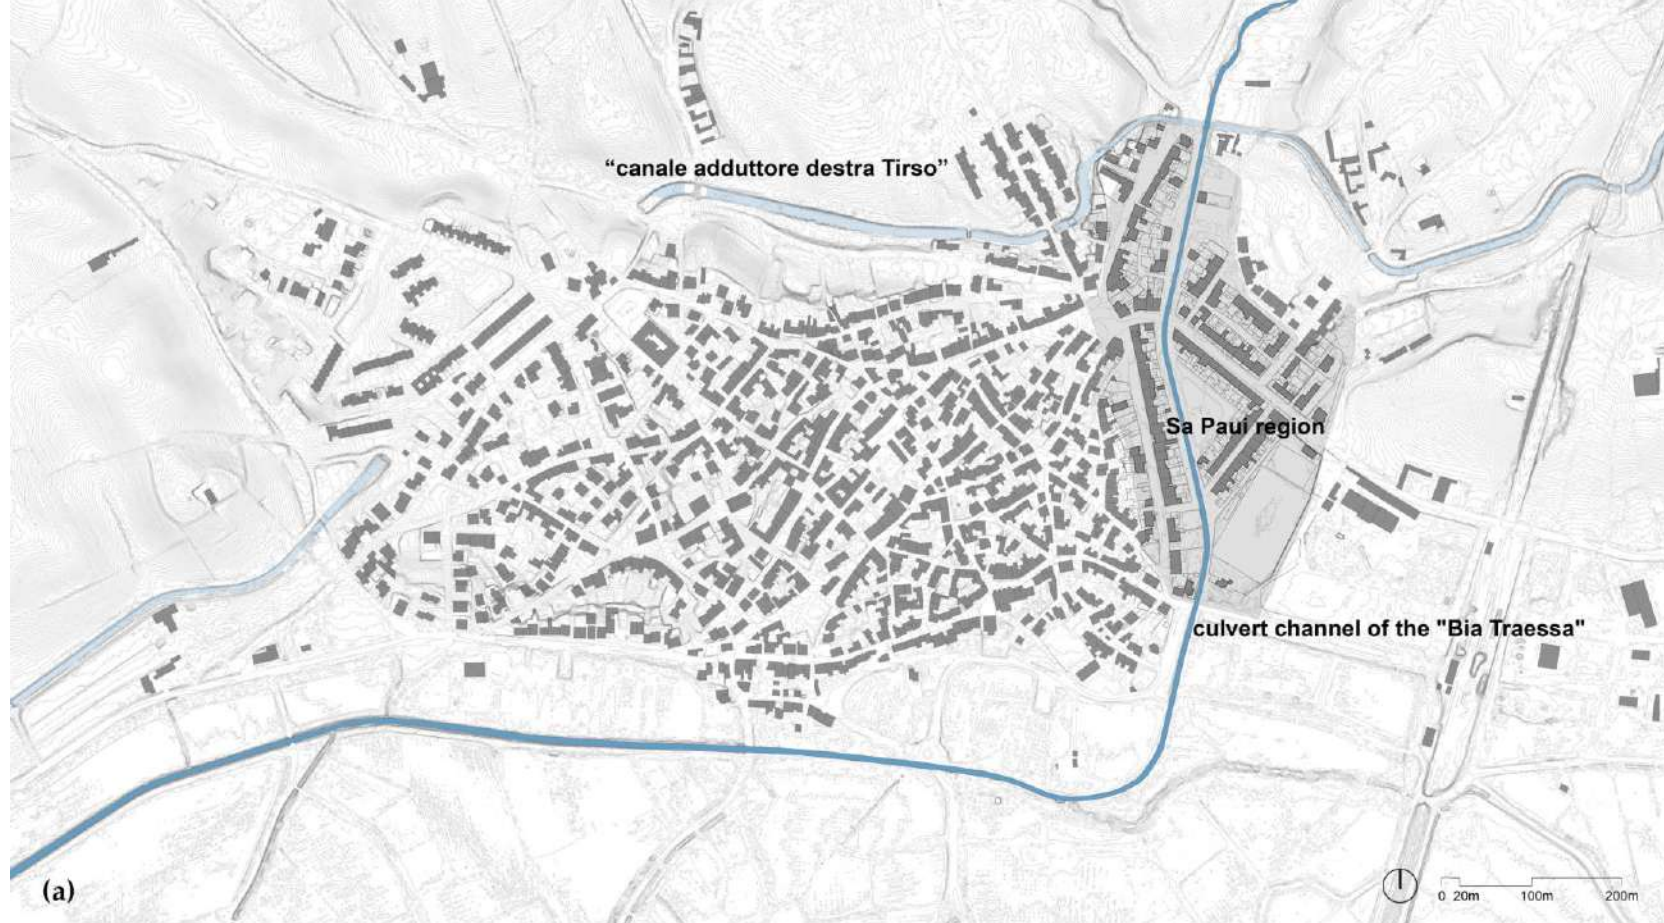 “canale adduttore destra Tirso”
Sa Paui region
culvert channel of the "Bia Traessa"
(a)
0 20m 100m 200m